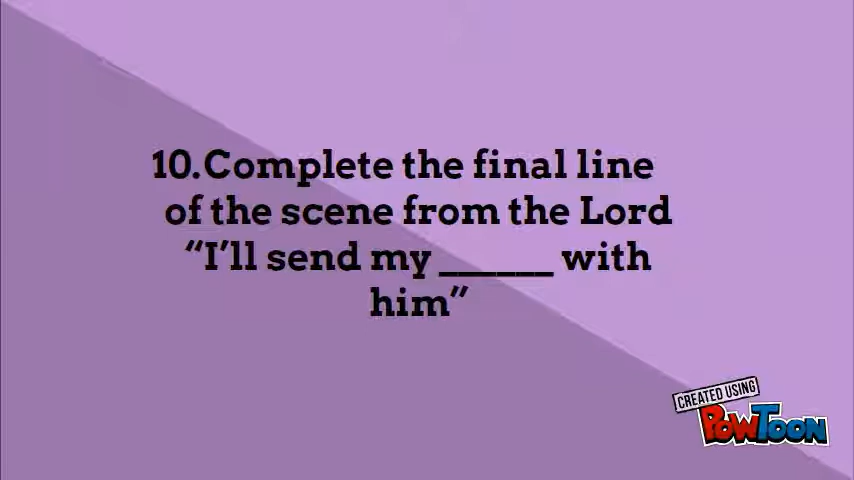 10.Complete the final line
of the scene from the Lord
“I’ll send my ______ with
him”
CREATED USING
POWTOON